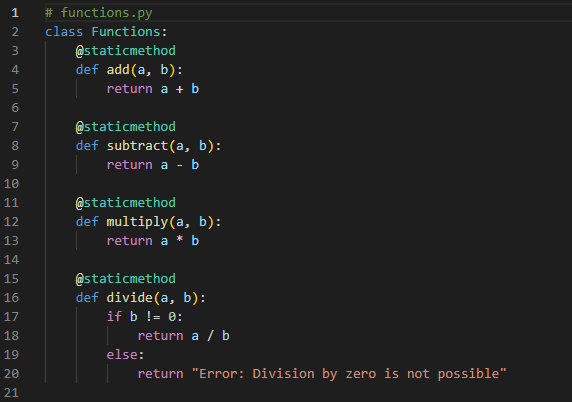 1 # functions.py
2 class Functions:
3     @staticmethod
4     def add(a, b):
5         return a + b
6
7     @staticmethod
8     def subtract(a, b):
9         return a - b
10
11     @staticmethod
12     def multiply(a, b):
13         return a * b
14
15     @staticmethod
16     def divide(a, b):
17         if b != 0:
18             return a / b
19         else:
20             return "Error: Division by zero is not possible"
21